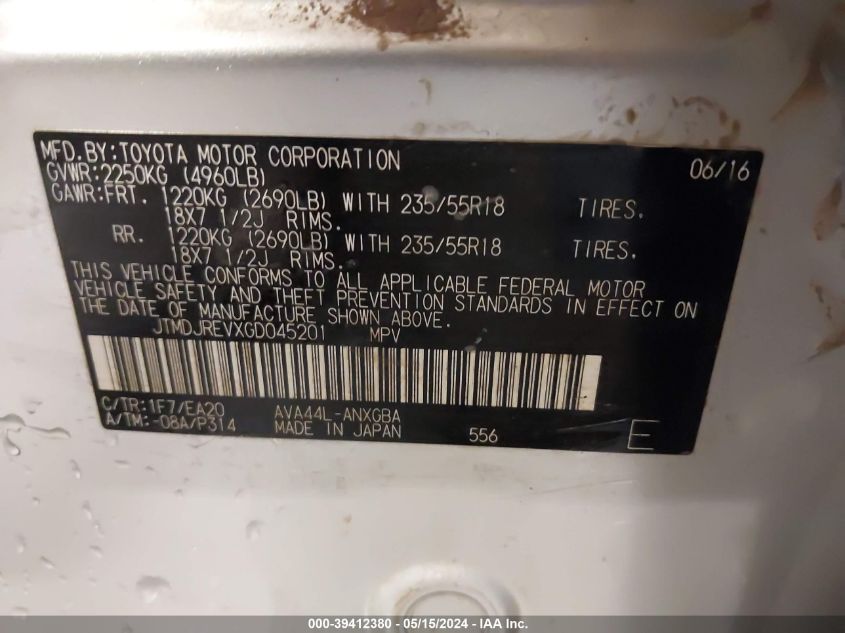 MFD.BY:TOYOTA MOTOR CORPORATION 06/16
GVWR:2250KG (4960LB)
GAWR:FRT. 1220KG (2690LB) WITH 235/55R18 TIRES.
18X7 1/2J RIMS.
RR. 1220KG (2690LB) WITH 235/55R18 TIRES.
18X7 1/2J RIMS.
THIS VEHICLE CONFORMS TO ALL APPLICABLE FEDERAL MOTOR
VEHICLE SAFETY AND THEFT PREVENTION STANDARDS IN EFFECT ON
THE DATE OF MANUFACTURE SHOWN ABOVE.
JTMDJREVXGD045201 MPV
C/TR:1F7/EA20 AVA44L-ANXGBA
A/TM:-08A/P314 MADE IN JAPAN 556 E
000-39412380 - 05/15/2024 - IAAI.COM